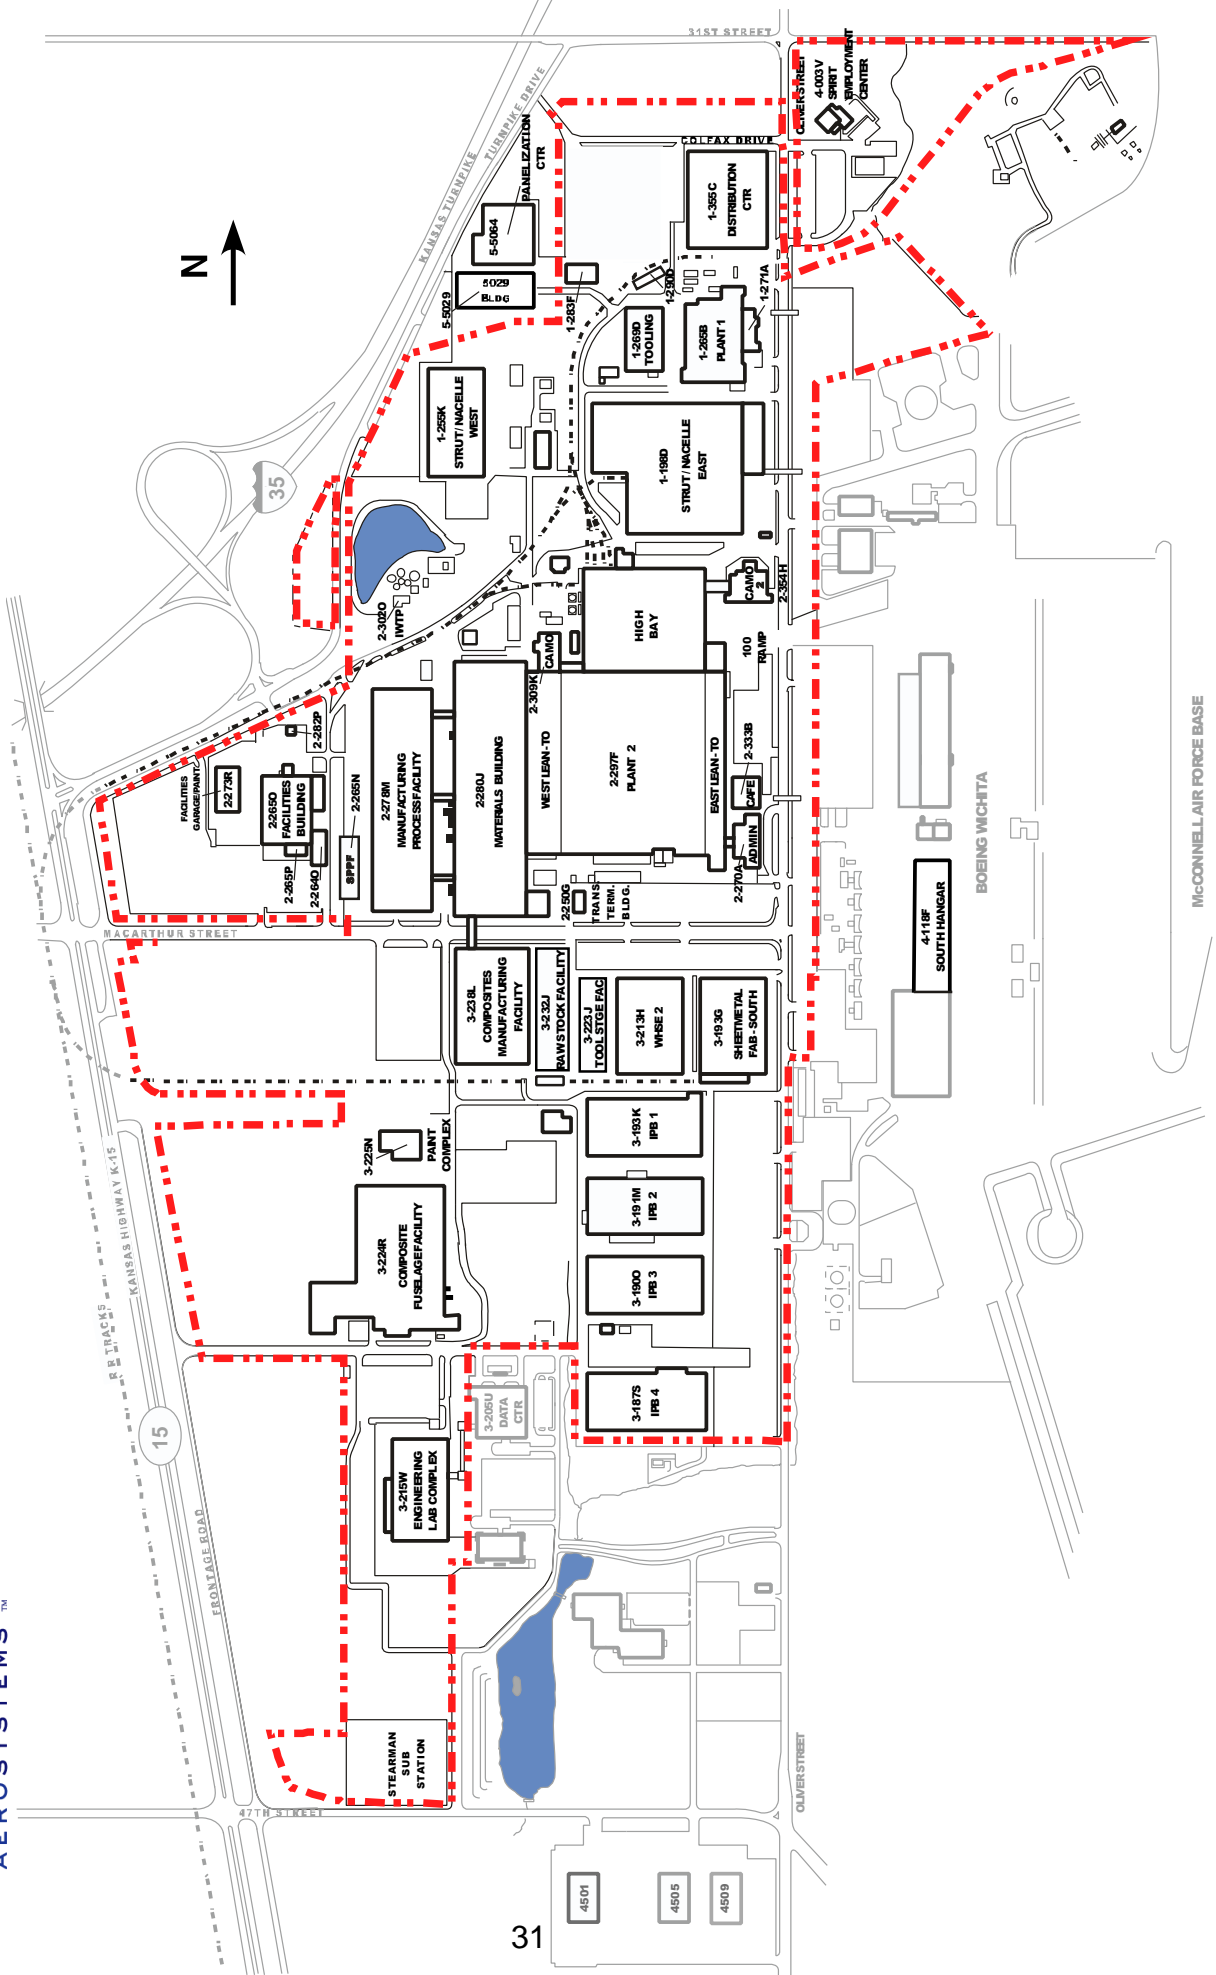 31ST STREET
OLIVER STREET
4-003V
SPIRIT
EMPLOYMENT
CENTER
KANSAS TURNPIKE
TURNPIKE DRIVE
COLFAX DRIVE
PANELIZATION
CTR
5-5064
5029
BLDG
5-5029
1-355C
DISTRIBUTION
CTR
N
1-283F
1-290D
1-271A
1-269D
TOOLING
1-265B
PLANT 1
1-255K
STRUT / NACELLE
WEST
1-198D
STRUT / NACELLE
EAST
35
2-302O
IWTP
CAMO
2
2-354H
HIGH
BAY
100
RAMP
CAMO
2-309K
2-282P
FACILITIES
GARAGE/PAINT
2-273R
2-265O
FACILITIES
BUILDING
2-265P
2-264O
2-265N
SPPF
2-278M
MANUFACTURING
PROCESS FACILITY
2-280J
MATERIALS BUILDING
WEST LEAN-TO
2-297F
PLANT 2
EAST LEAN-TO
2-333B
CAFE
ADMIN
2-270A
2-250G
TRANS.
TERM.
BLDG.
MACARTHUR STREET
BOEING WICHITA
4-118F
SOUTH HANGAR
McCONNELL AIR FORCE BASE
3-238L
COMPOSITES
MANUFACTURING
FACILITY
3-232J
RAW STOCK FACILITY
3-223J
TOOL STGE FAC
3-213H
WHSE 2
3-193G
SHEETMETAL
FAB - SOUTH
3-225N
PAINT
COMPLEX
3-193K
IPB 1
3-191M
IPB 2
3-190O
IPB 3
3-187S
IPB 4
3-224R
COMPOSITE
FUSELAGE FACILITY
KANSAS HIGHWAY K-15
R R TRACKS
15
FRONTAGE ROAD
3-205U
DATA
CTR
3-215W
ENGINEERING
LAB COMPLEX
STEARMAN
SUB
STATION
47TH STREET
OLIVER STREET
4501
4505
4509
AEROSYSTEMS™
31